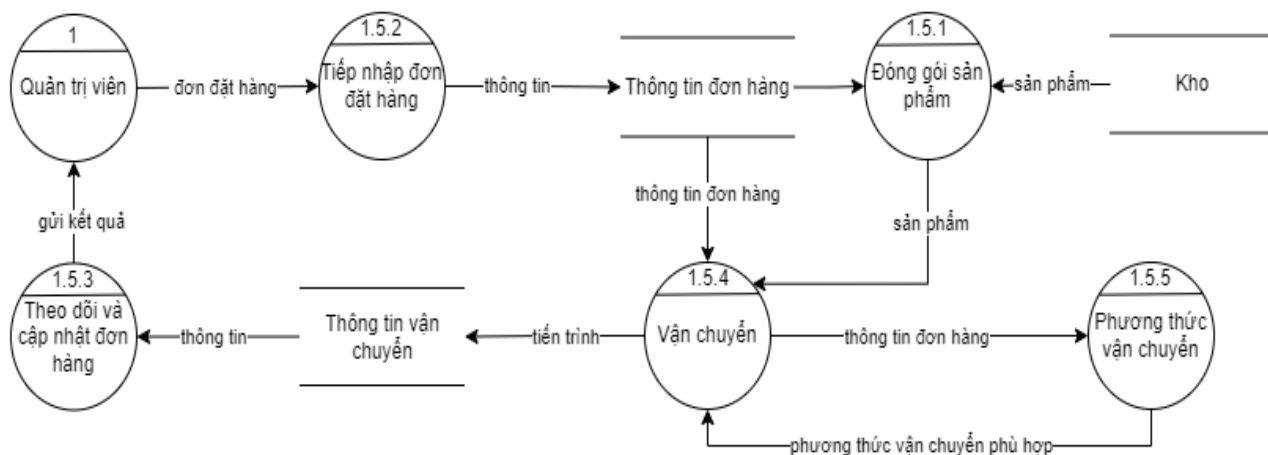 1
Quản trị viên
đơn đặt hàng
1.5.2
Tiếp nhập đơn
đặt hàng
thông tin
Thông tin đơn hàng
1.5.1
Đóng gói sản
phẩm
sản phẩm
Kho
gửi kết quả
thông tin đơn hàng
sản phẩm
1.5.3
Theo dõi và
cập nhật đơn
hàng
thông tin
Thông tin vận
chuyển
tiến trình
1.5.4
Vận chuyển
thông tin đơn hàng
1.5.5
Phương thức
vận chuyển
phương thức vận chuyển phù hợp